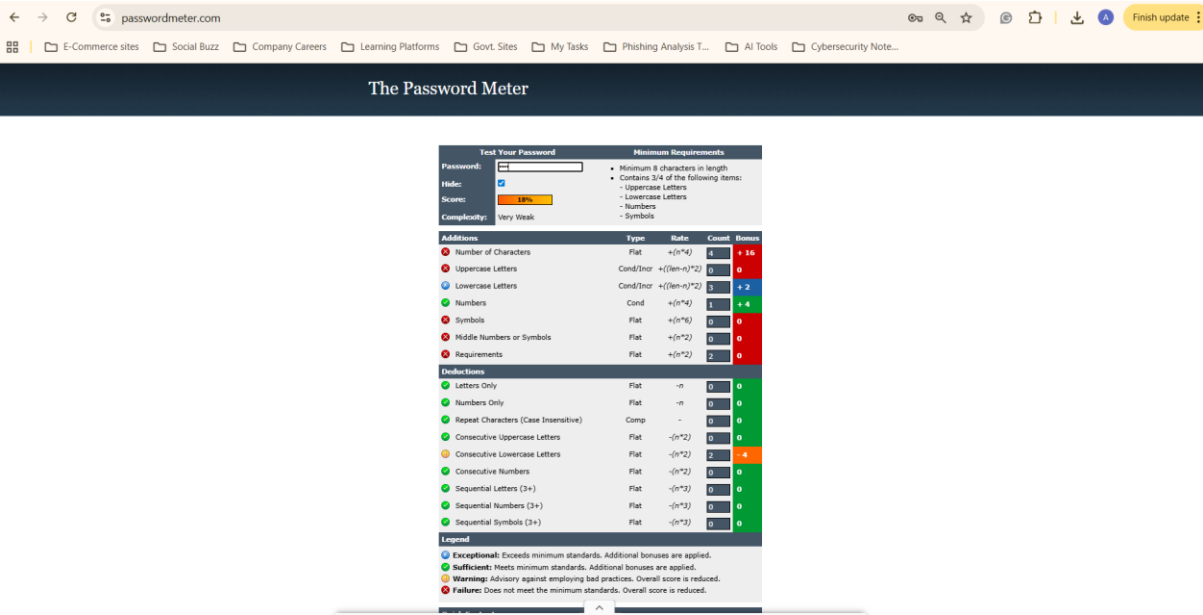 passwordmeter.com A Finish update
E-Commerce sites Social Buzz Company Careers Learning Platforms Govt. Sites My Tasks Phishing Analysis T... AI Tools Cybersecurity Note...
The Password Meter
Test Your Password Minimum Requirements
Password: • Minimum 8 characters in length
• Contains 3/4 of the following items:
Hide: - Uppercase Letters
- Lowercase Letters
Score: 18% - Numbers
Complexity: Very Weak - Symbols
Additions Type Rate Count Bonus
Number of Characters Flat +(n*4) 4 + 16
Uppercase Letters Cond/Incr +((len-n)*2) 0 0
Lowercase Letters Cond/Incr +((len-n)*2) 3 + 2
Numbers Cond +(n*4) 1 + 4
Symbols Flat +(n*6) 0 0
Middle Numbers or Symbols Flat +(n*2) 0 0
Requirements Flat +(n*2) 2 0
Deductions
Letters Only Flat -n 0 0
Numbers Only Flat -n 0 0
Repeat Characters (Case Insensitive) Comp - 0 0
Consecutive Uppercase Letters Flat -(n*2) 0 0
Consecutive Lowercase Letters Flat -(n*2) 2 - 4
Consecutive Numbers Flat -(n*2) 0 0
Sequential Letters (3+) Flat -(n*3) 0 0
Sequential Numbers (3+) Flat -(n*3) 0 0
Sequential Symbols (3+) Flat -(n*3) 0 0
Legend
Exceptional: Exceeds minimum standards. Additional bonuses are applied.
Sufficient: Meets minimum standards. Additional bonuses are applied.
Warning: Advisory against employing bad practices. Overall score is reduced.
Failure: Does not meet the minimum standards. Overall score is reduced.